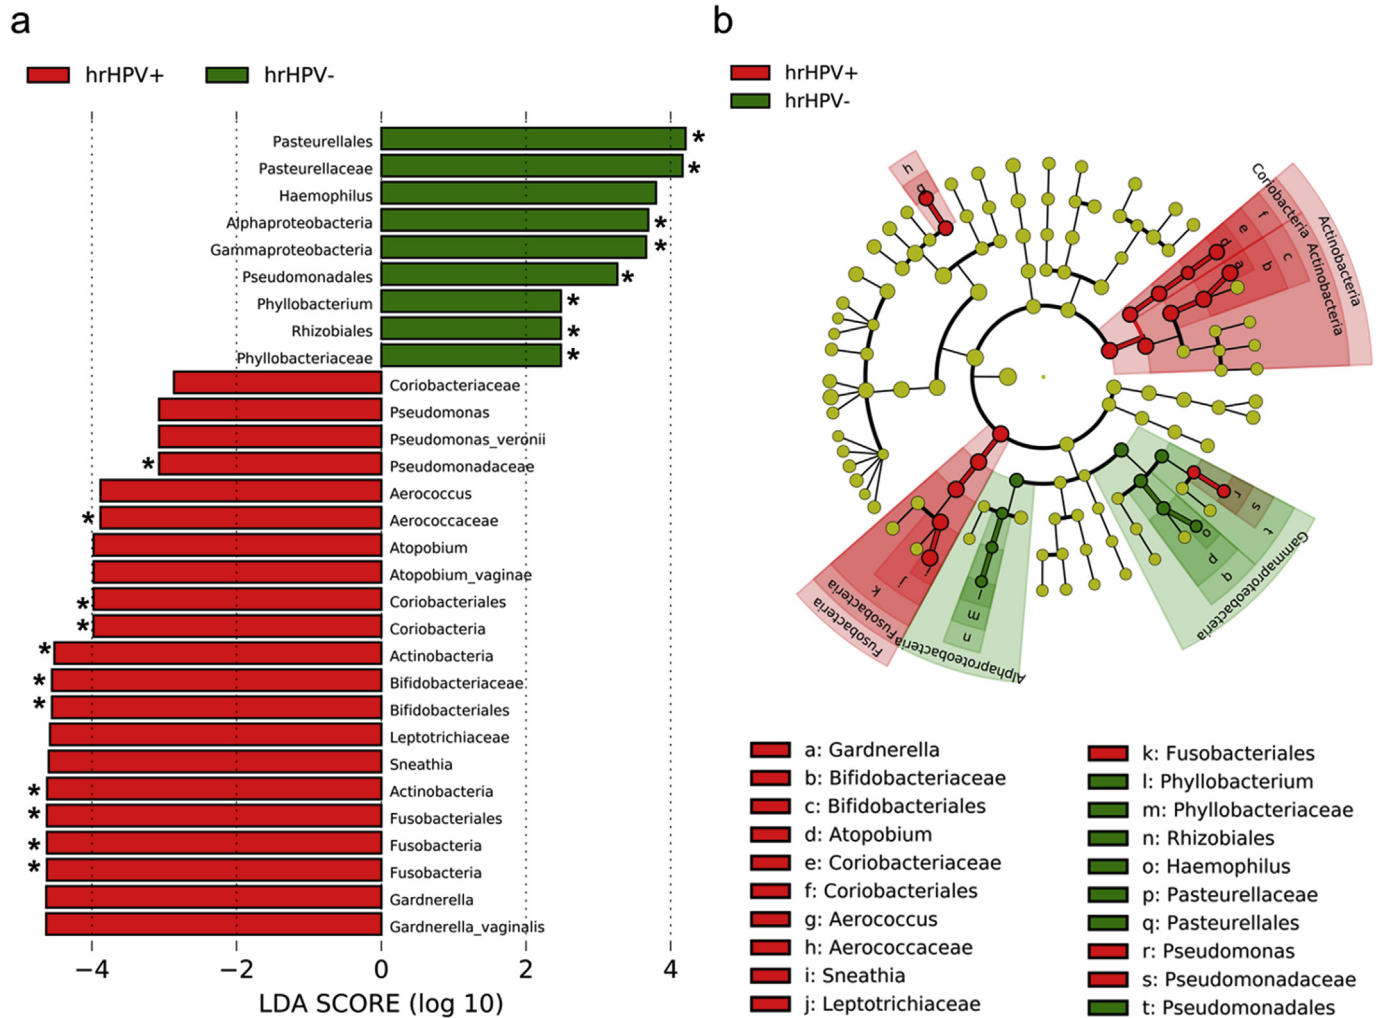 a
hrHPV+ hrHPV-
Pasteurellales *
Pasteurellaceae *
Haemophilus
Alphaproteobacteria *
Gammaproteobacteria *
Pseudomonadales *
Phyllobacterium *
Rhizobiales *
Phyllobacteriaceae *
Coriobacteriaceae
Pseudomonas
Pseudomonas_veronii
* Pseudomonadaceae
Aerococcus
* Aerococcaceae
Atopobium
Atopobium_vaginae
* Coriobacteriales
* Coriobacteria
* Actinobacteria
* Bifidobacteriaceae
* Bifidobacteriales
Leptotrichiaceae
Sneathia
* Actinobacteria
* Fusobacteriales
* Fusobacteria
* Fusobacteria
Gardnerella
Gardnerella_vaginalis
−4 −2 0 2 4
LDA SCORE (log 10)
b
hrHPV+
hrHPV-
h
g
Coriobacteria
Actinobacteria
Actinobacteria
f
e
d
a
b
c
r
s
t
o
p
q
Gammaproteobacteria
i
j
k
Fusobacteria
Fusobacteria
l
m
n
Alphaproteobacteria
a: Gardnerella
b: Bifidobacteriaceae
c: Bifidobacteriales
d: Atopobium
e: Coriobacteriaceae
f: Coriobacteriales
g: Aerococcus
h: Aerococcaceae
i: Sneathia
j: Leptotrichiaceae
k: Fusobacteriales
l: Phyllobacterium
m: Phyllobacteriaceae
n: Rhizobiales
o: Haemophilus
p: Pasteurellaceae
q: Pasteurellales
r: Pseudomonas
s: Pseudomonadaceae
t: Pseudomonadales